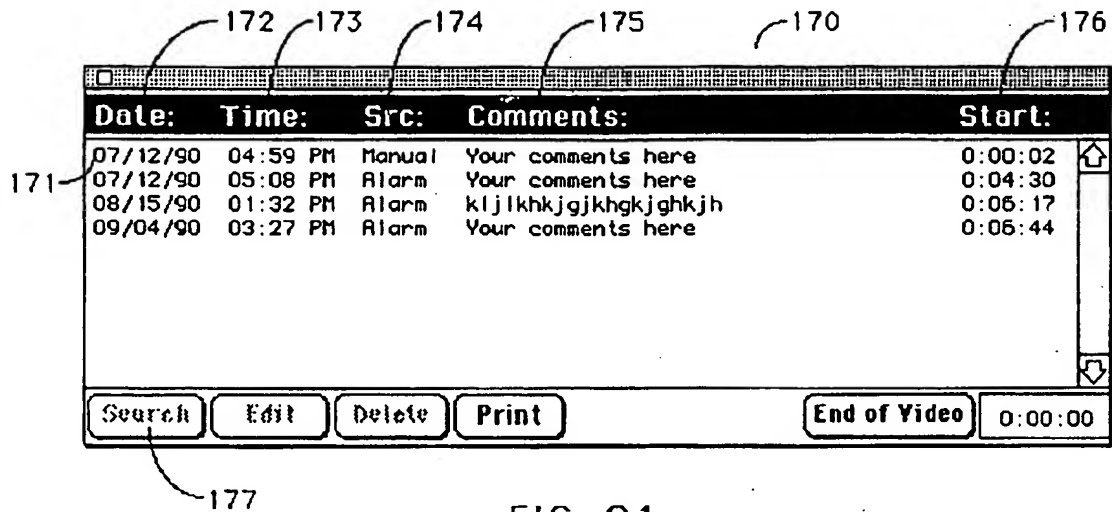 172 173 174 175 170 176
Date: Time: Src: Comments: Start:
07/12/90 04:59 PM Manual Your comments here 0:00:02
171
07/12/90 05:08 PM Alarm Your comments here 0:04:30
08/15/90 01:32 PM Alarm kljlkhkjgjkhgkjghkjh 0:06:17
09/04/90 03:27 PM Alarm Your comments here 0:06:44
Search Edit Delete Print End of Video 0:00:00
177